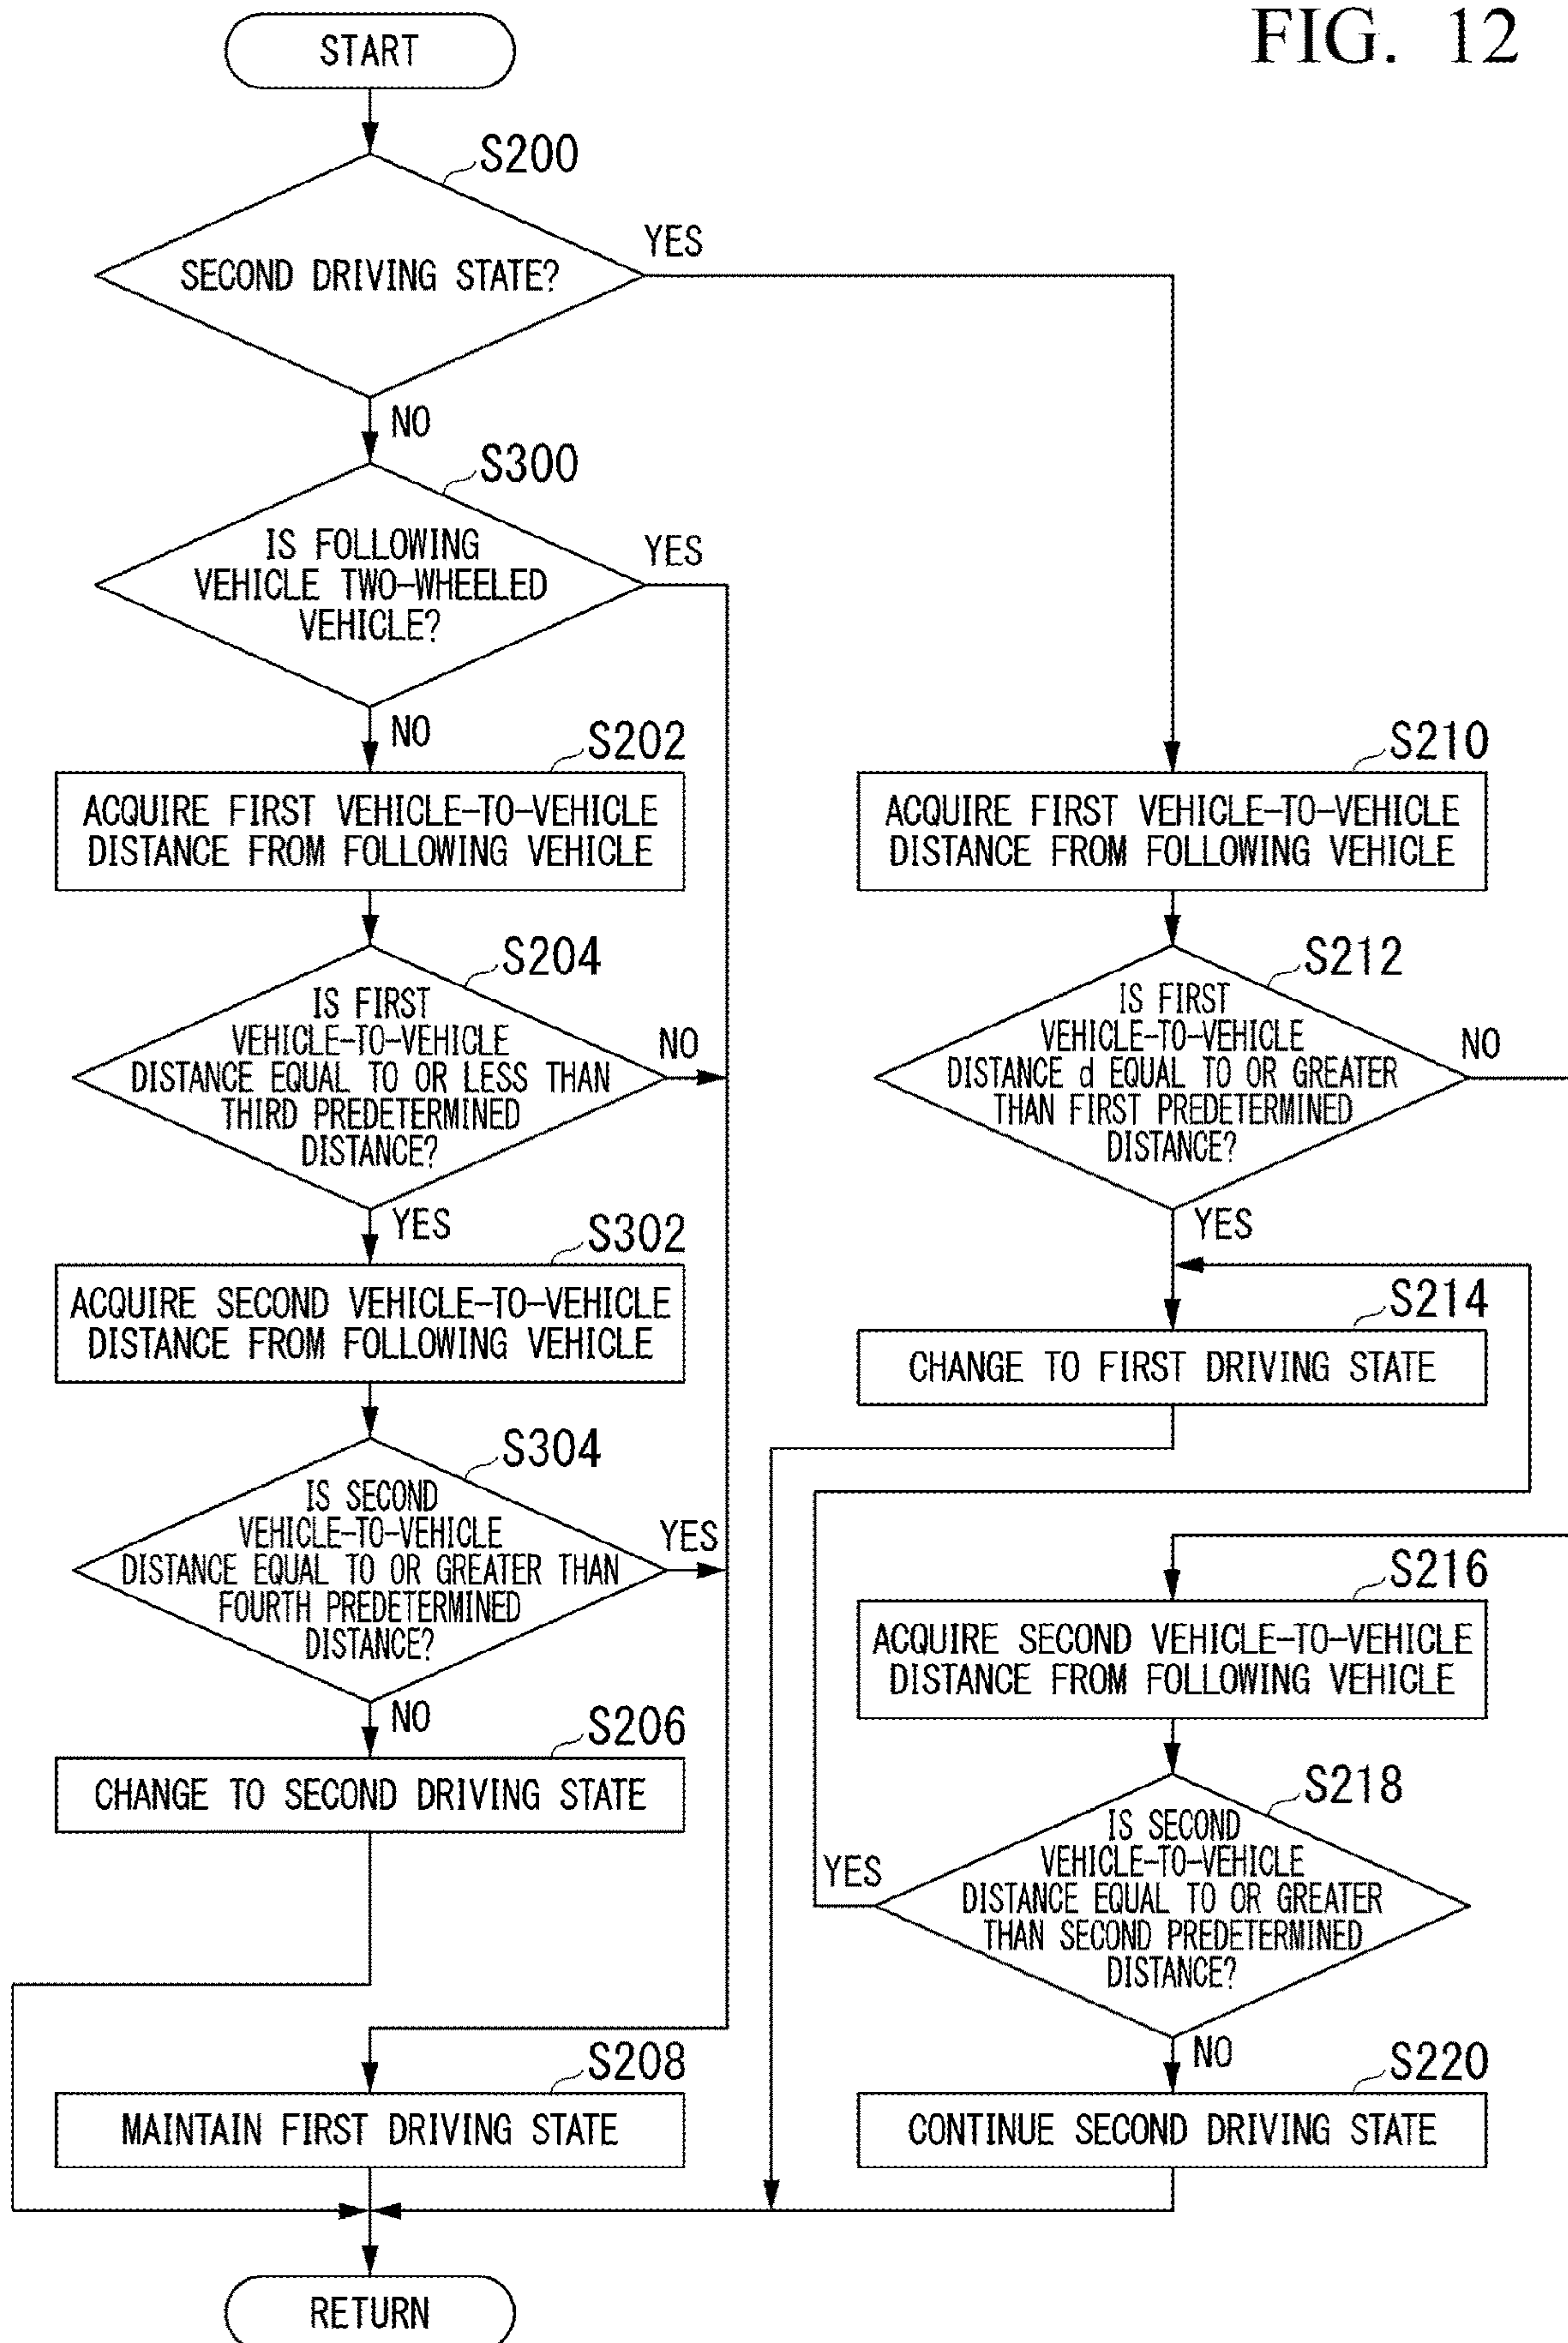 FIG. 12
START
S200
SECOND DRIVING STATE?
YES
NO
S300
IS FOLLOWING
VEHICLE TWO-WHEELED
VEHICLE?
YES
NO
S202
ACQUIRE FIRST VEHICLE-TO-VEHICLE
DISTANCE FROM FOLLOWING VEHICLE
S204
IS FIRST
VEHICLE-TO-VEHICLE
DISTANCE EQUAL TO OR LESS THAN
THIRD PREDETERMINED
DISTANCE?
NO
YES
S302
ACQUIRE SECOND VEHICLE-TO-VEHICLE
DISTANCE FROM FOLLOWING VEHICLE
S304
IS SECOND
VEHICLE-TO-VEHICLE
DISTANCE EQUAL TO OR GREATER THAN
FOURTH PREDETERMINED
DISTANCE?
YES
NO
S206
CHANGE TO SECOND DRIVING STATE
S208
MAINTAIN FIRST DRIVING STATE
S210
ACQUIRE FIRST VEHICLE-TO-VEHICLE
DISTANCE FROM FOLLOWING VEHICLE
S212
IS FIRST
VEHICLE-TO-VEHICLE
DISTANCE d EQUAL TO OR GREATER
THAN FIRST PREDETERMINED
DISTANCE?
NO
YES
S214
CHANGE TO FIRST DRIVING STATE
S216
ACQUIRE SECOND VEHICLE-TO-VEHICLE
DISTANCE FROM FOLLOWING VEHICLE
S218
IS SECOND
VEHICLE-TO-VEHICLE
DISTANCE EQUAL TO OR GREATER
THAN SECOND PREDETERMINED
DISTANCE?
YES
NO
S220
CONTINUE SECOND DRIVING STATE
RETURN